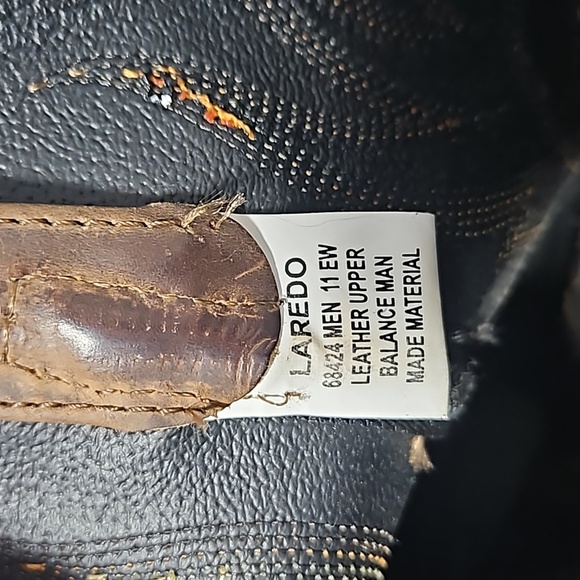 LAREDO
68424 MEN 11 EW
LEATHER UPPER
BALANCE MAN
MADE MATERIAL